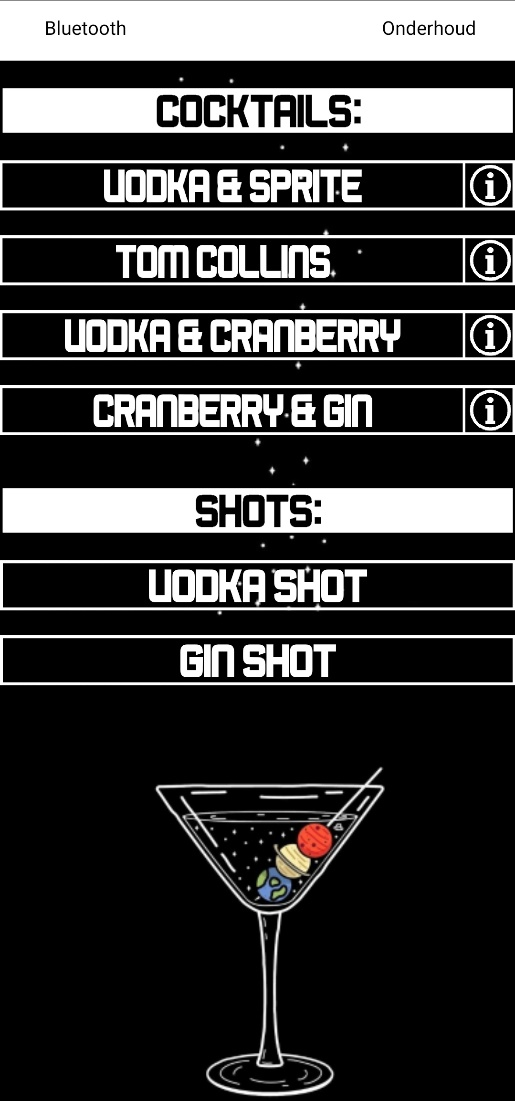 Bluetooth
Onderhoud
COCKTAILS:
VODKA & SPRITE
TOM COLLINS
VODKA & CRANBERRY
CRANBERRY & GIN
SHOTS:
VODKA SHOT
GIN SHOT